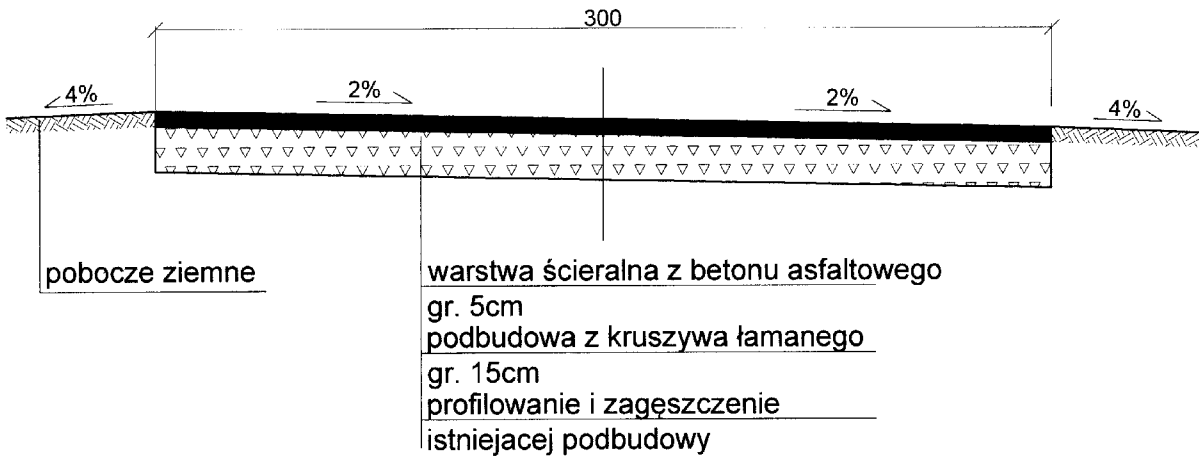 300
4%
2%
2%
4%
pobocze ziemne
warstwa ścieralna z betonu asfaltowego
gr. 5cm
podbudowa z kruszywa łamanego
gr. 15cm
profilowanie i zagęszczenie
istniejacej podbudowy